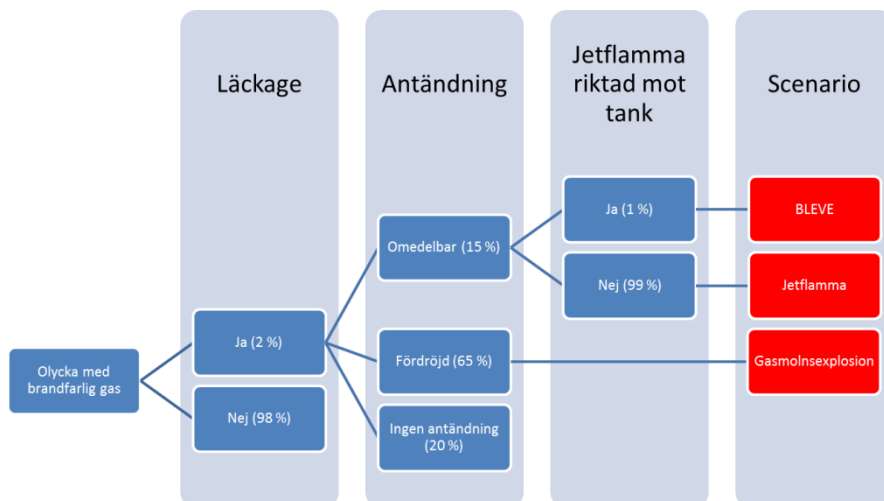 Läckage
Antändning
Jetflamma
riktad mot
tank
Scenario
Ja (1 %)
BLEVE
Omedelbar (15 %)
Nej (99 %)
Jetflamma
Ja (2 %)
Fördröjd (65 %)
Gasmolnsexplosion
Olycka med
brandfarlig gas
Nej (98 %)
Ingen antändning
(20 %)